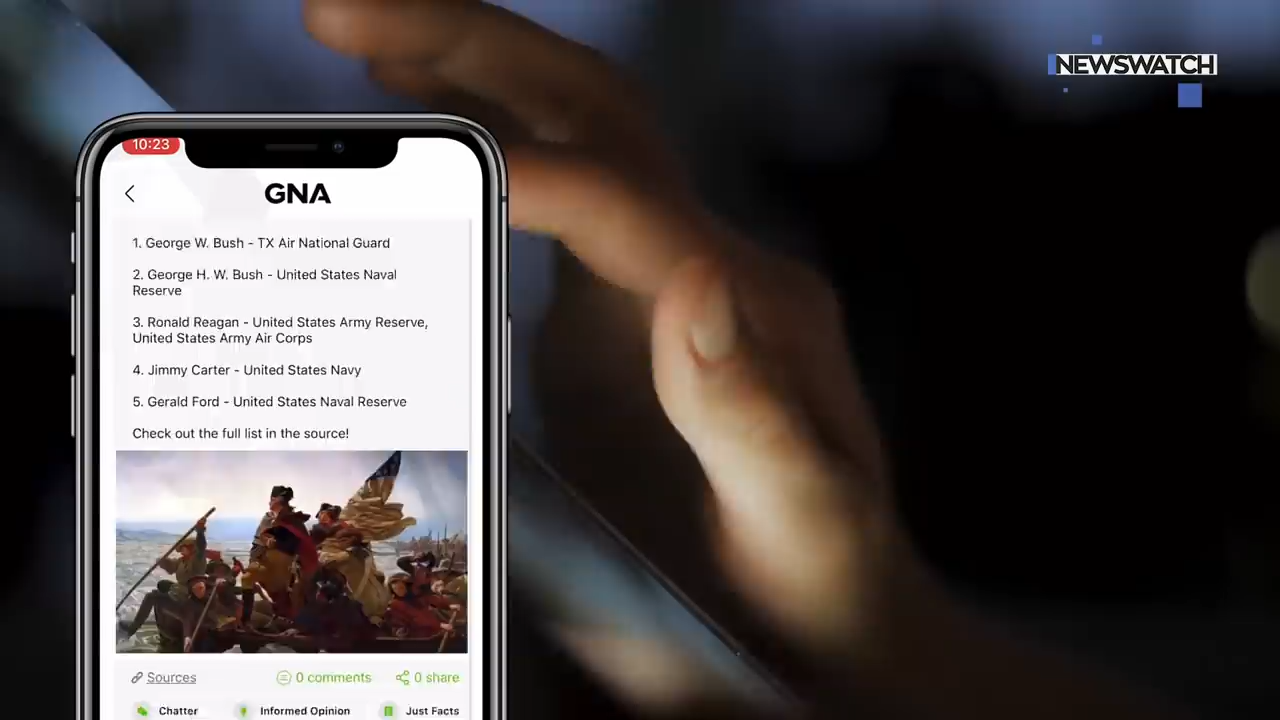 NEWSWATCH
10:23
GNA
1. George W. Bush - TX Air National Guard
2. George H. W. Bush - United States Naval
Reserve
3. Ronald Reagan - United States Army Reserve,
United States Army Air Corps
4. Jimmy Carter - United States Navy
5. Gerald Ford - United States Naval Reserve
Check out the full list in the source!
Sources
0 comments
0 share
Chatter
Informed Opinion
Just Facts